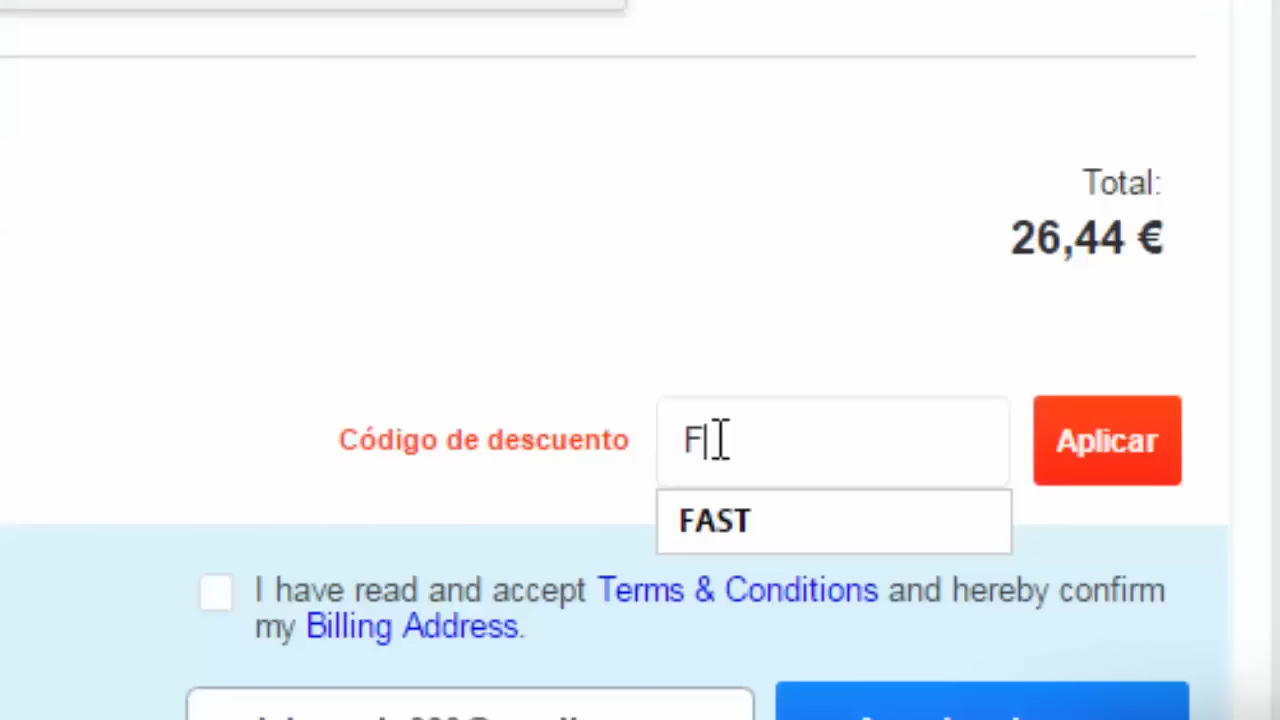 Total:
26,44 €
Código de descuento
F
Aplicar
FAST
I have read and accept Terms & Conditions and hereby confirm
my Billing Address.